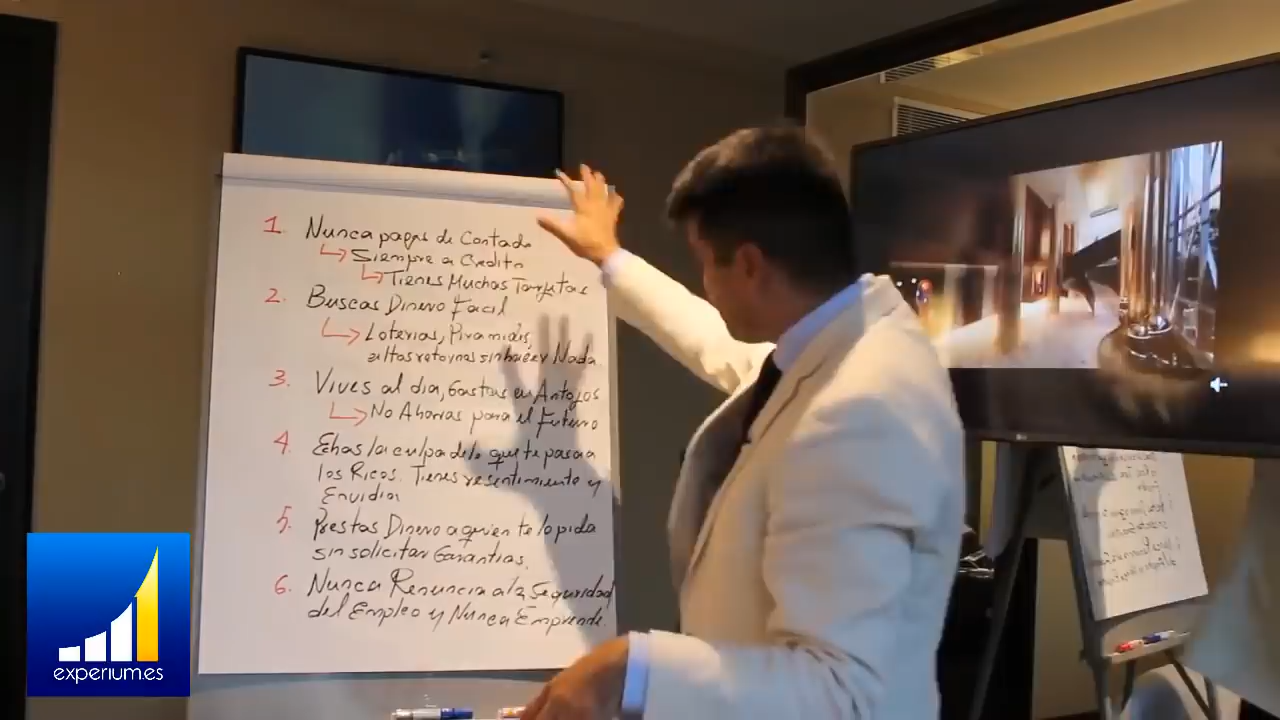 1. Nunca pagas de Contado
Siempre a Credito
Tienes Muchas Tarjetas
2. Buscas Dinero Facil
Loterias, Piramides,
altos retornos sin hacer Nada
3. Vives al dia, Gastas en Antojos
No Ahorras para el Futuro
4. Echas la culpa de lo que te pasa a
los Ricos. Tienes resentimiento y
Envidia
5. Prestas Dinero a quien te lo pida
sin solicitar Garantias.
6. Nunca Renuncia a la Seguridad
del Empleo y Nunca Emprende.
experium.es